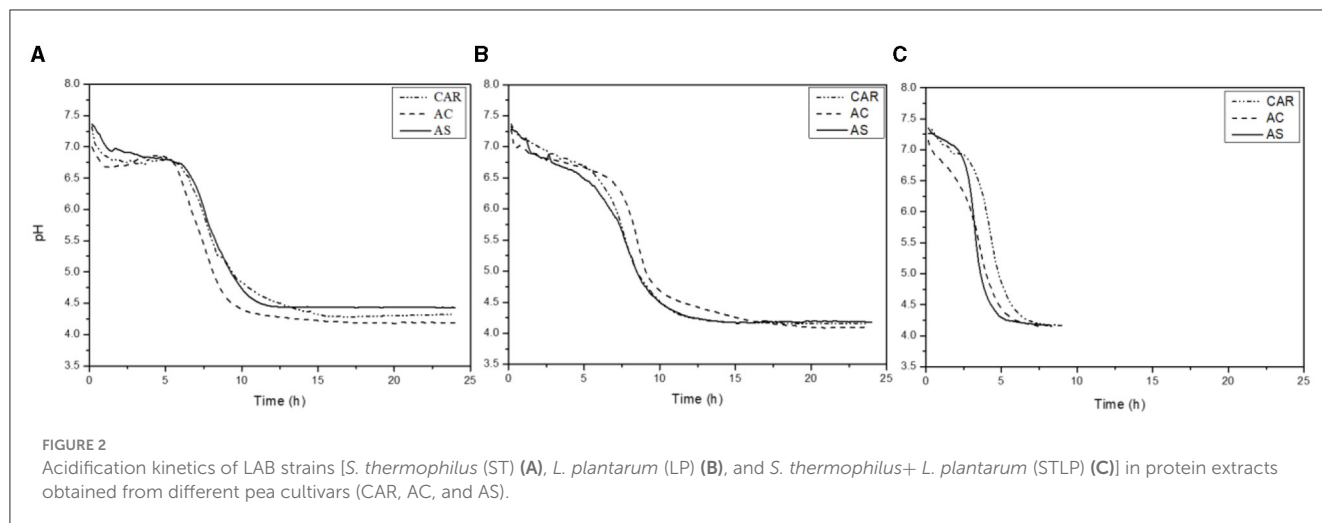 A
B
C
8.0
7.5
7.0
6.5
6.0
5.5
5.0
4.5
4.0
3.5
pH
0
5
10
15
20
25
Time (h)
CAR
AC
AS
8.0
7.5
7.0
6.5
6.0
5.5
5.0
4.5
4.0
3.5
0
5
10
15
20
25
Time (h)
CAR
AC
AS
8.0
7.5
7.0
6.5
6.0
5.5
5.0
4.5
4.0
3.5
0
5
10
15
20
25
Time (h)
CAR
AC
AS
FIGURE 2
Acidification kinetics of LAB strains [S. thermophilus (ST) (A), L. plantarum (LP) (B), and S. thermophilus+ L. plantarum (STLP) (C)] in protein extracts
obtained from different pea cultivars (CAR, AC, and AS).